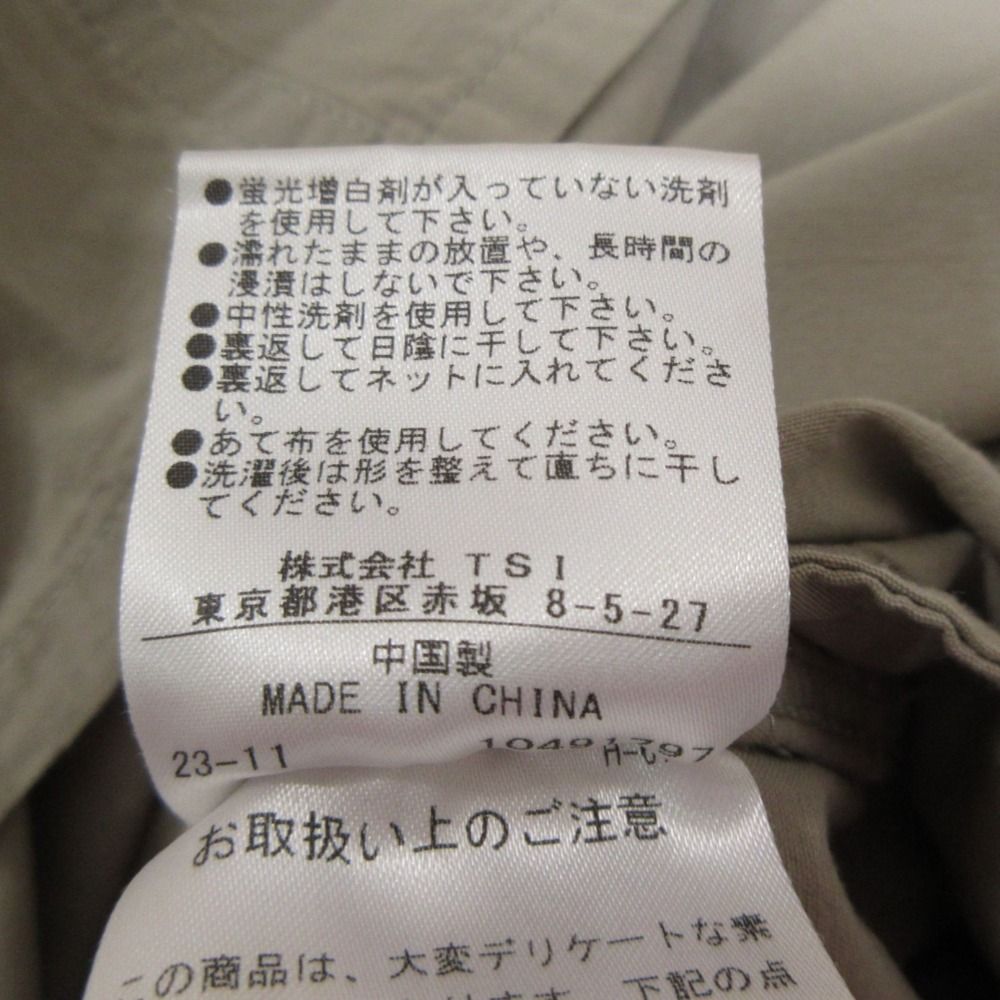 ●蛍光増白剤が入っていない洗剤
を使用して下さい。
●濡れたままの放置や、長時間の
浸漬はしないで下さい。
●中性洗剤を使用して下さい。
●裏返して日陰に干して下さい。
●裏返してネットに入れてくださ
い。
●あて布を使用してください。
●洗濯後は形を整えて直ちに干し
てください。
株式会社 TSI
東京都港区赤坂 8-5-27
中国製
MADE IN CHINA
23-11
お取扱い上のご注意
この商品は、大変デリケートな素
下記の点